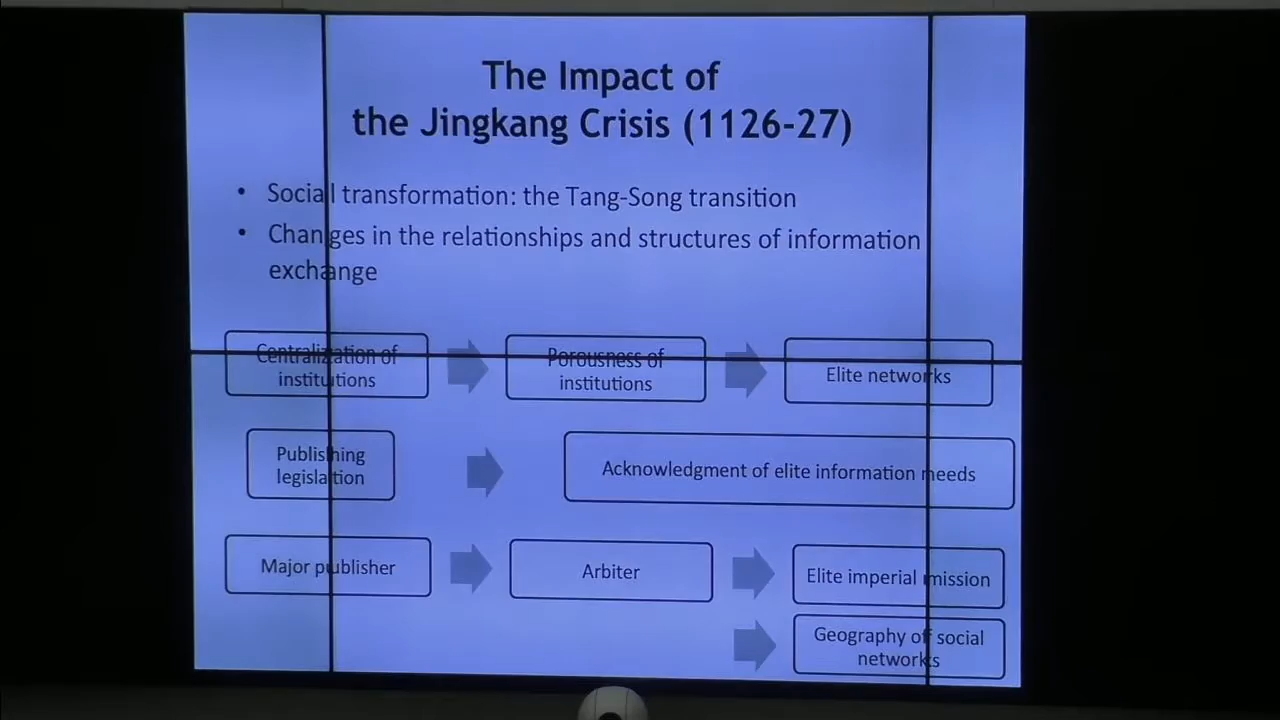 The Impact of
the Jingkang Crisis (1126-27)
• Social transformation: the Tang-Song transition
• Changes in the relationships and structures of information
exchange
Centralization of
institutions
Porousness of
institutions
Elite networks
Publishing
legislation
Acknowledgment of elite information needs
Major publisher
Arbiter
Elite imperial mission
Geography of social
networks